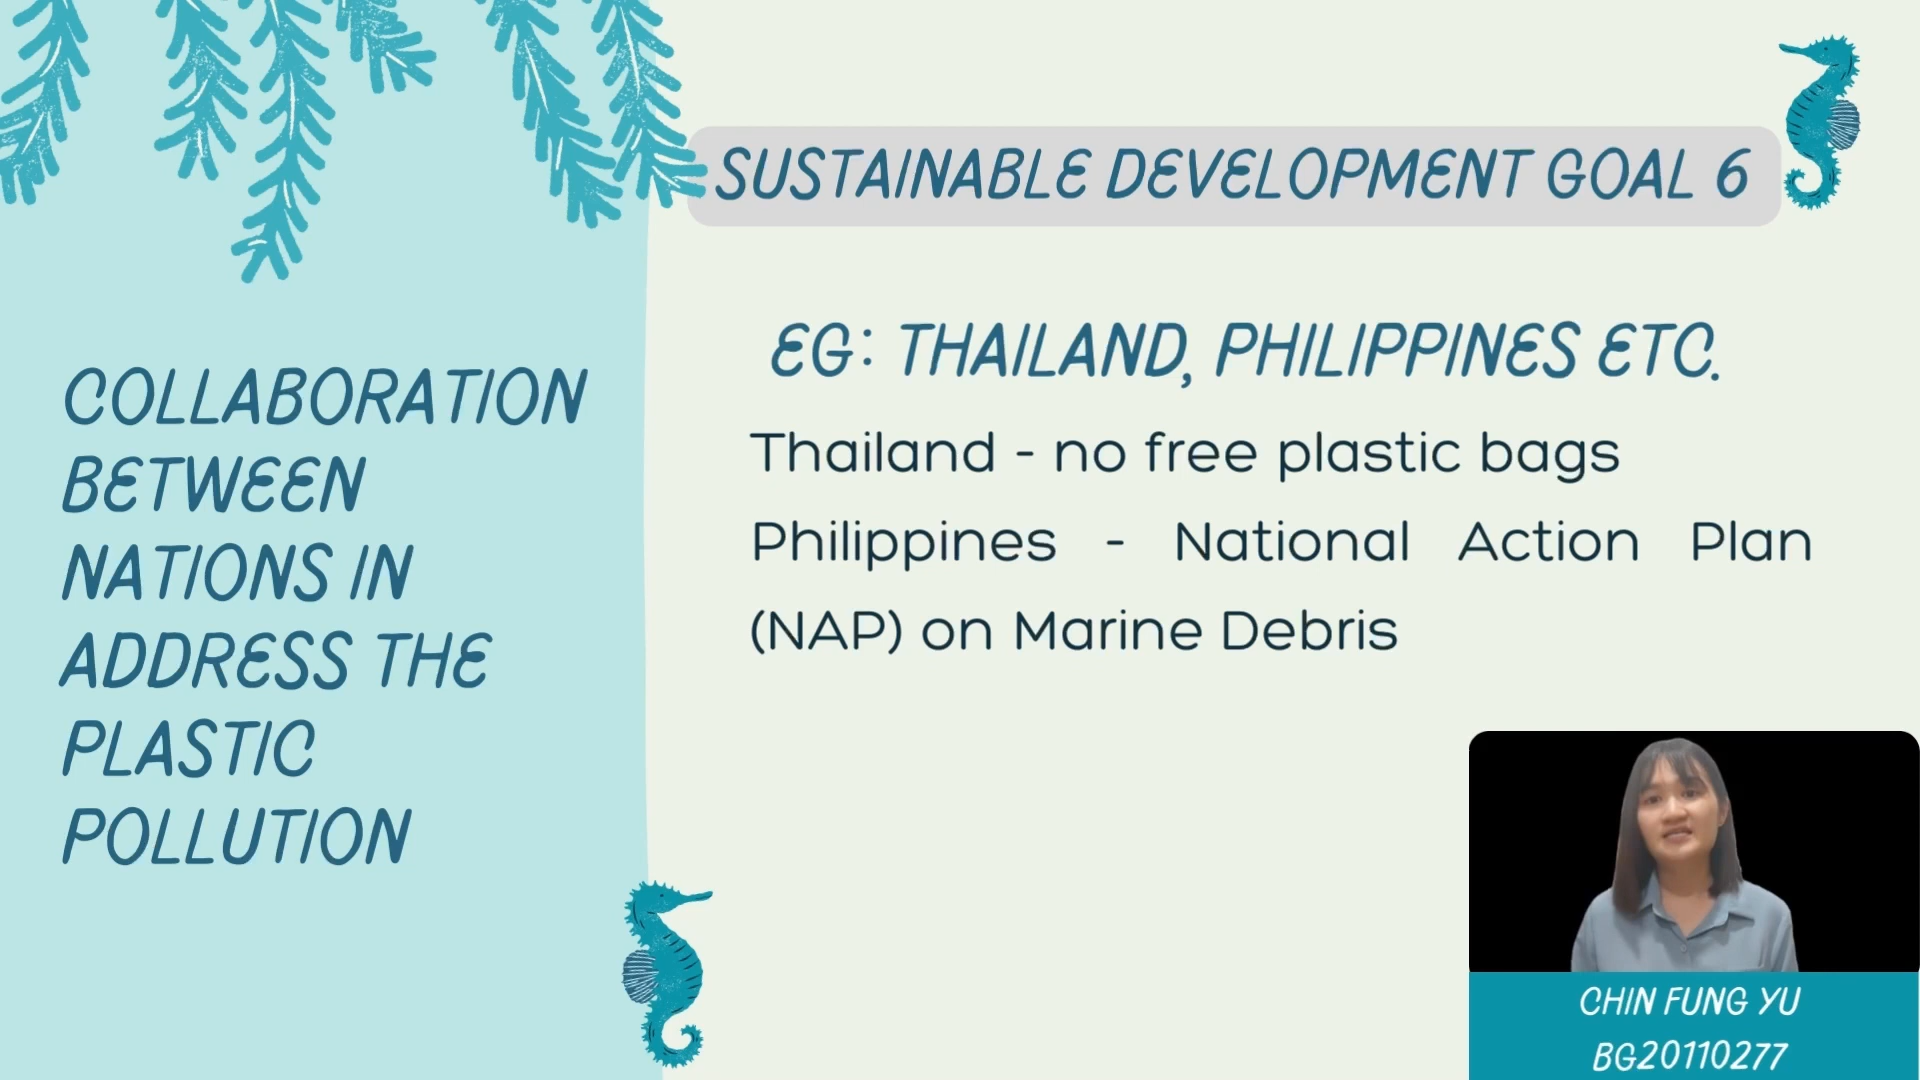 COLLABORATION
BETWEEN
NATIONS IN
ADDRESS THE
PLASTIC
POLLUTION
SUSTAINABLE DEVELOPMENT GOAL 6
EG: THAILAND, PHILIPPINES ETC.
Thailand - no free plastic bags
Philippines - National Action Plan
(NAP) on Marine Debris
CHIN FUNG YU
BG20110277